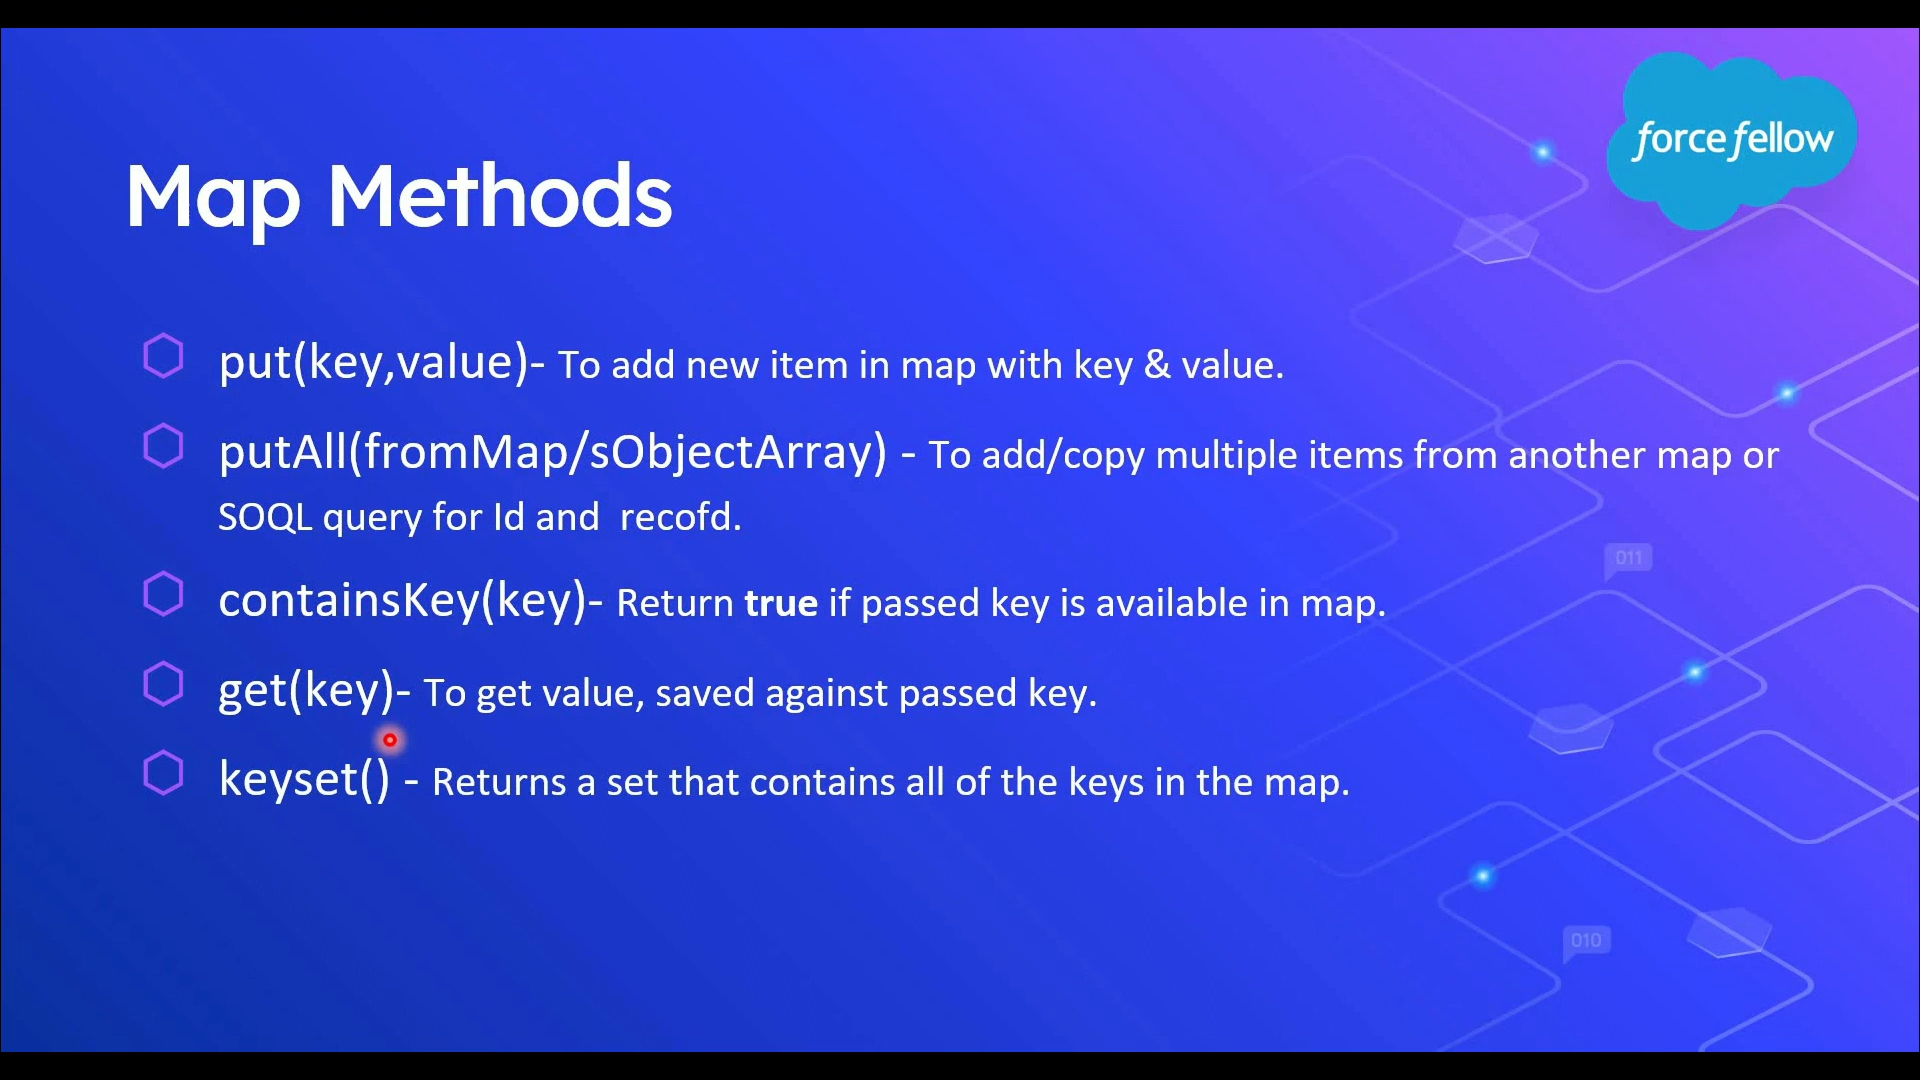 force fellow
Map Methods
put(key,value)- To add new item in map with key & value.
putAll(fromMap/sObjectArray) - To add/copy multiple items from another map or
SOQL query for Id and  recofd.
containsKey(key)- Return true if passed key is available in map.
get(key)- To get value, saved against passed key.
keyset() - Returns a set that contains all of the keys in the map.
011
010